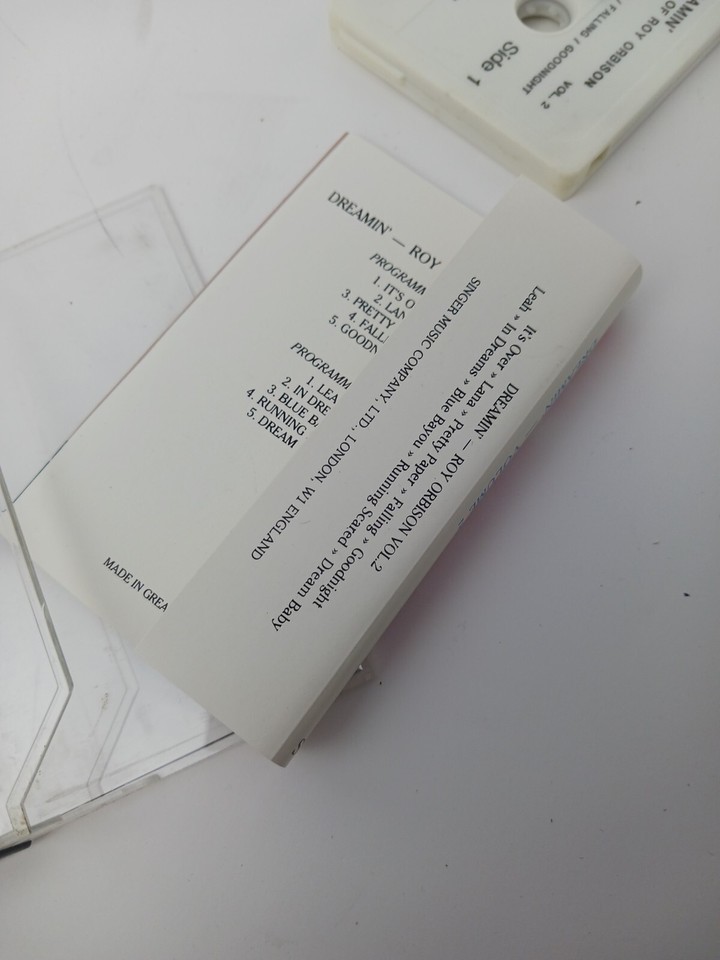 AMIN'
OF ROY ORBISON
VOL. 2
/ FALLING / GOODNIGHT
Side 1
DREAMIN' — ROY
PROGRAMM
1. IT'S O
2. LAN
3. PRETTY
4. FALL
5. GOODN
PROGRAMM
1. LEA
2. IN DRE
3. BLUE B
4. RUNNING
5. DREAM
MADE IN GREA
DREAMIN' — ROY ORBISON VOL.2
It's Over » Lana » Pretty Paper » Falling » Goodnight
Leah » In Dreams » Blue Bayou » Running Scared » Dream Baby
SINGER MUSIC COMPANY, LTD., LONDON, W1 ENGLAND